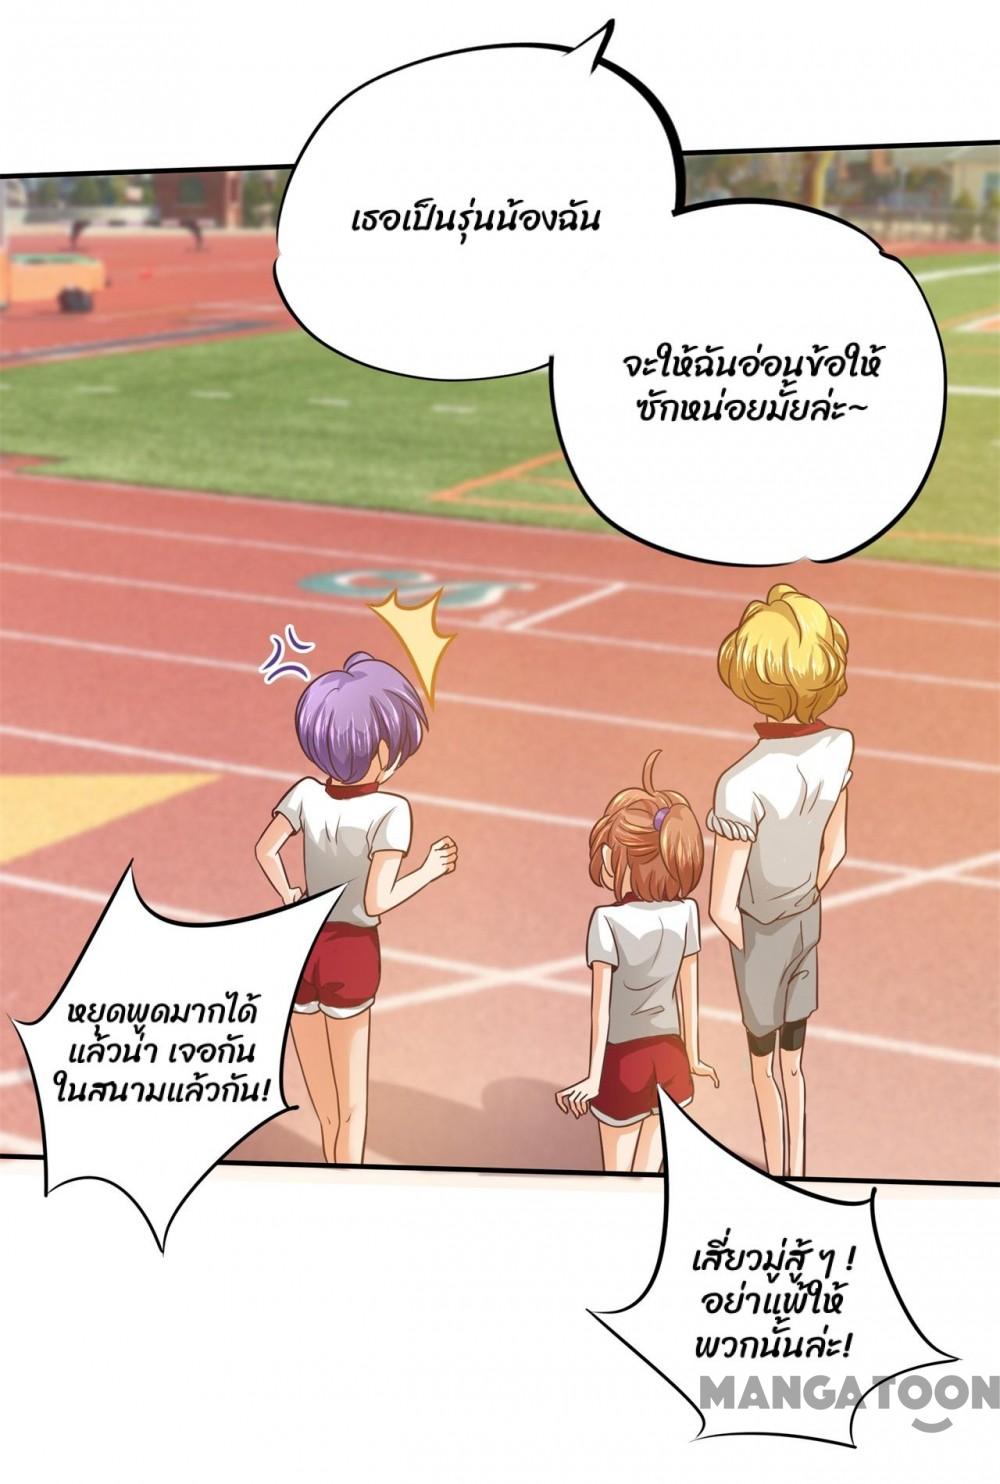 เธอเป็นรุ่นน้องฉัน
จะให้ฉันอ่อนข้อให้
ซักหน่อยมั้ยล่ะ~
หยุดพูดมากได้
แล้วน่า เจอกัน
ในสนามแล้วกัน!
เสี่ยวมู่สู้ ๆ !
อย่าแพ้ให้
พวกนั้นล่ะ!
MANGATOON